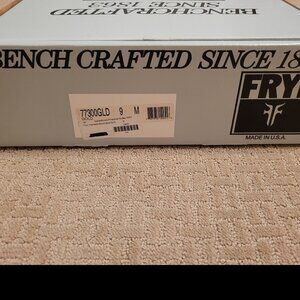 BENCHCRAFTED
SINCE 1863
BENCH CRAFTED SINCE 18
77300GLD 9 M
FRY
MADE IN U.S.A.